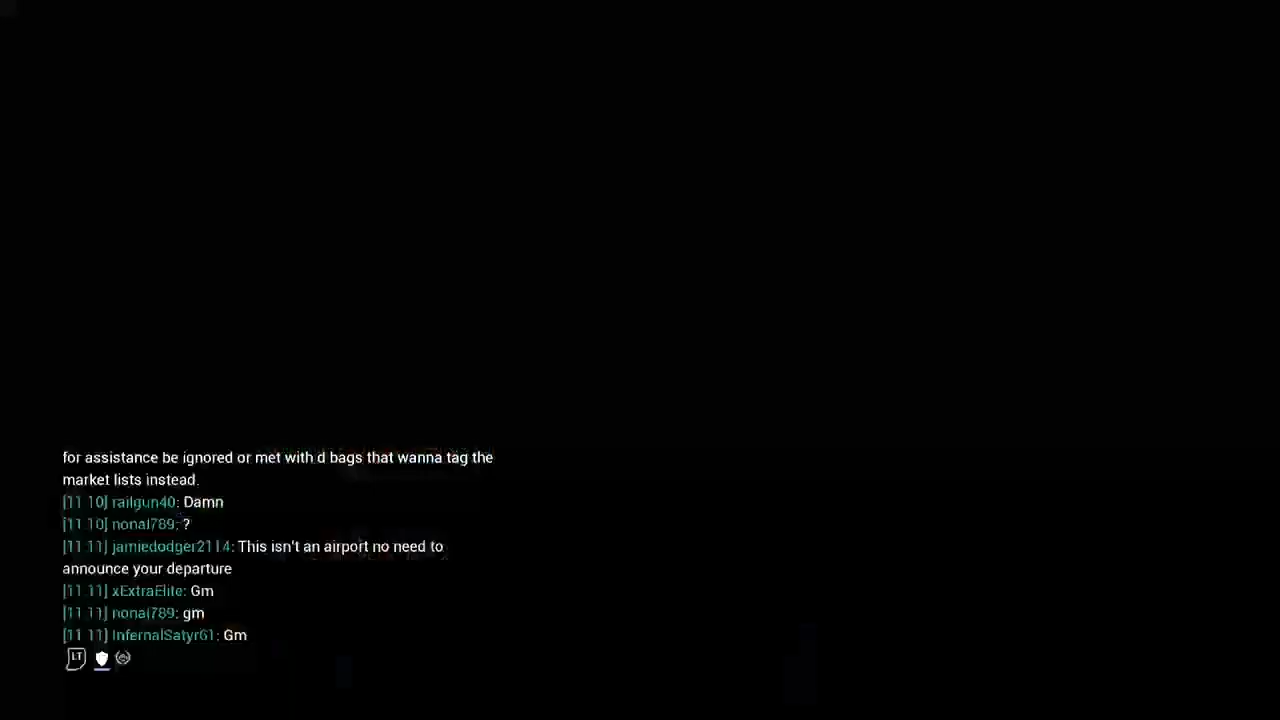 for assistance be ignored or met with d bags that wanna tag the
market lists instead.
[11:10] railgun40: Damn
[11:10] nonal789: ?
[11:11] jamiedodger2114: This isn't an airport no need to
announce your departure
[11:11] xExtraElite: Gm
[11:11] nonal789: gm
[11:11] InfernalSatyr61: Gm
LT